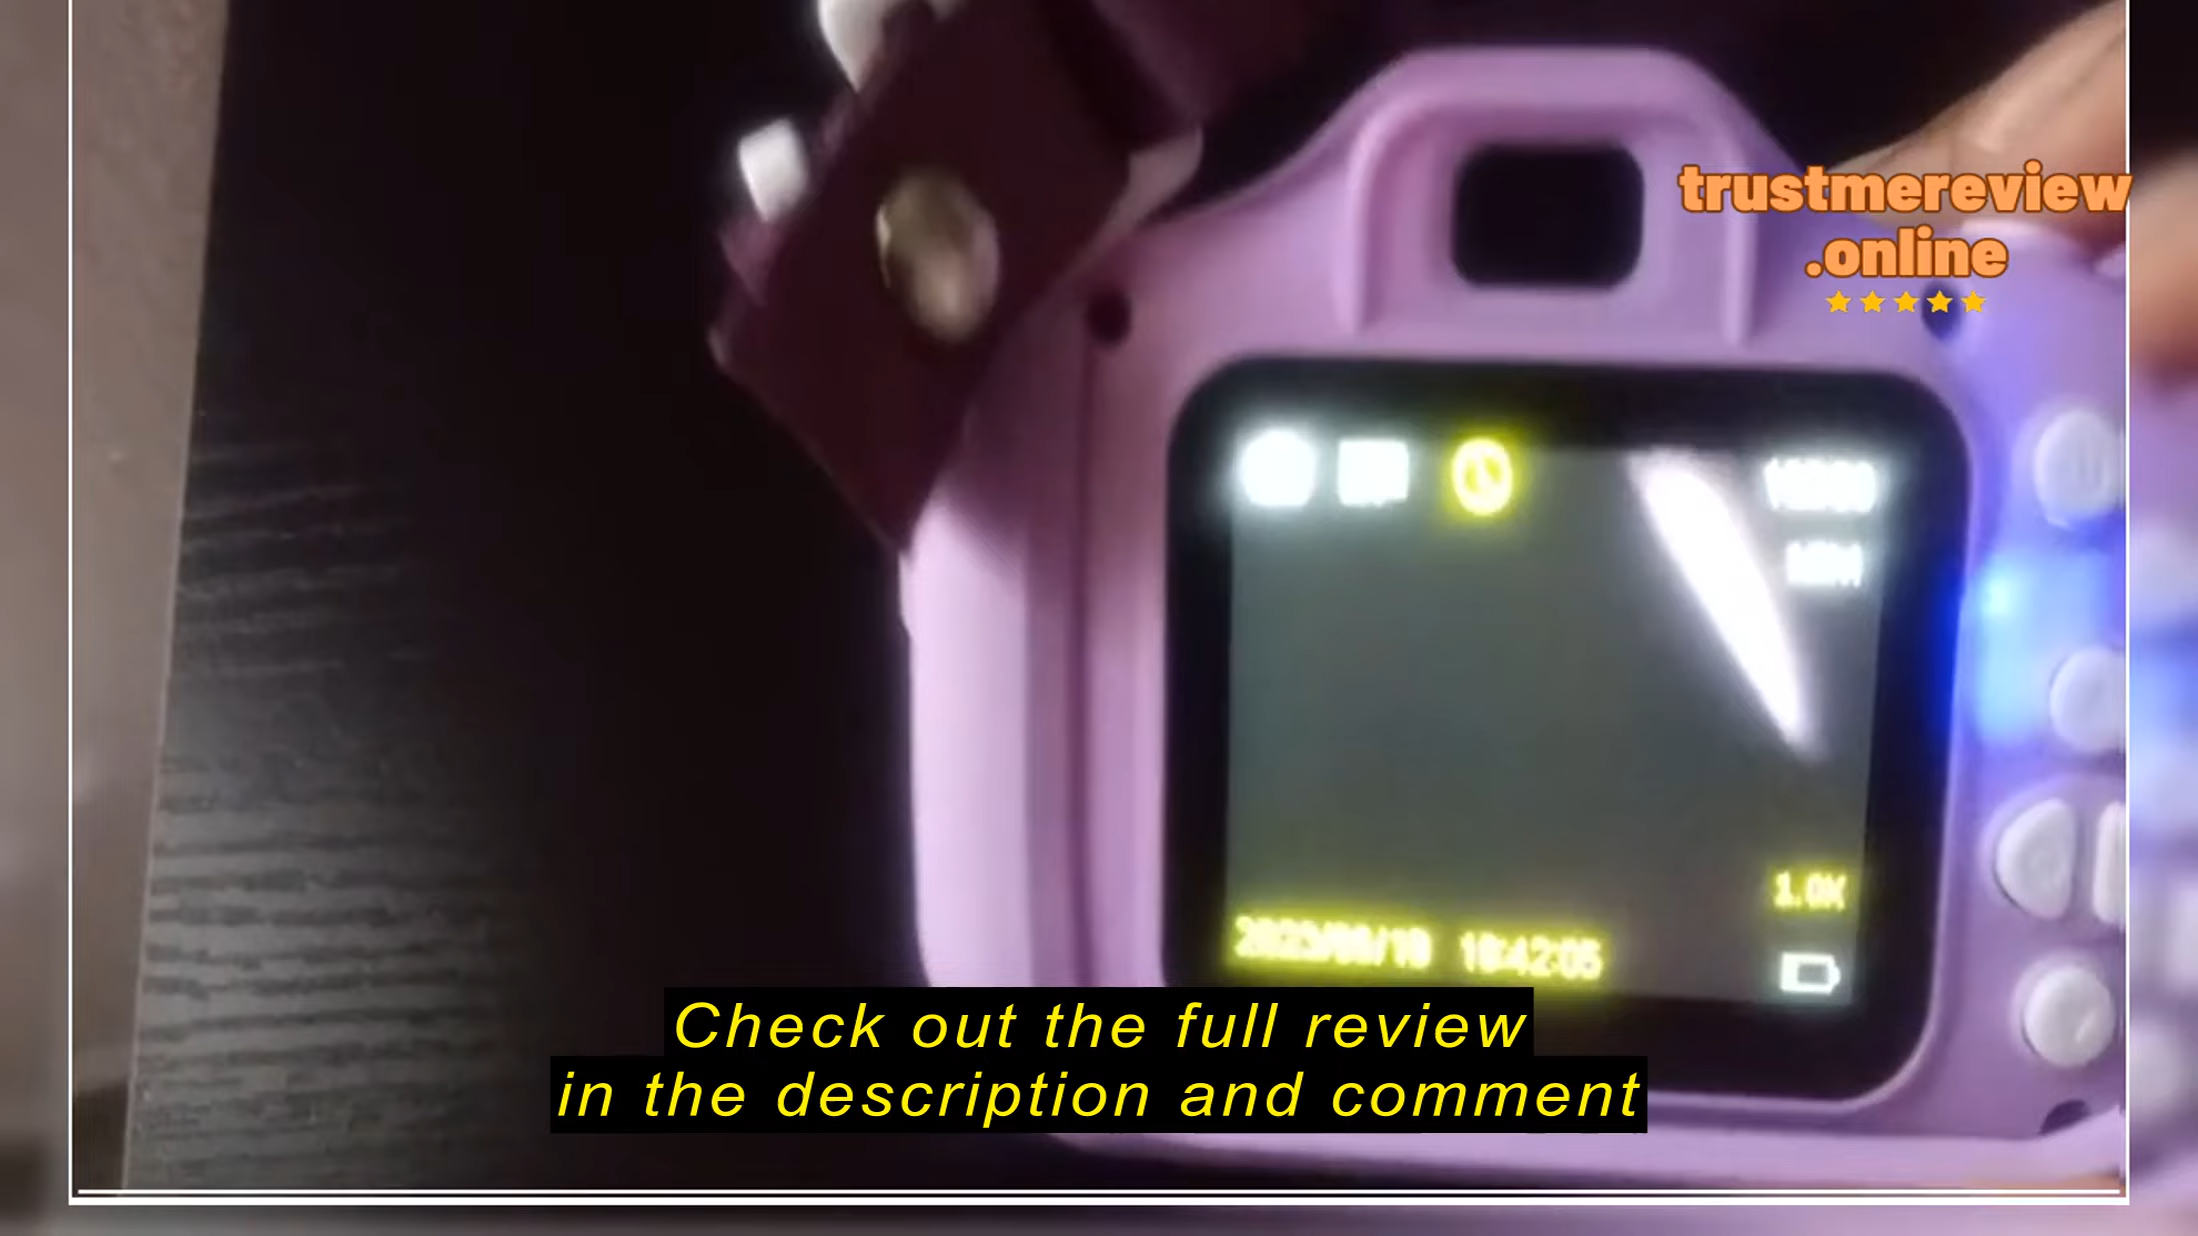 trustmereview
.online
1.0X
Check out the full review
in the description and comment